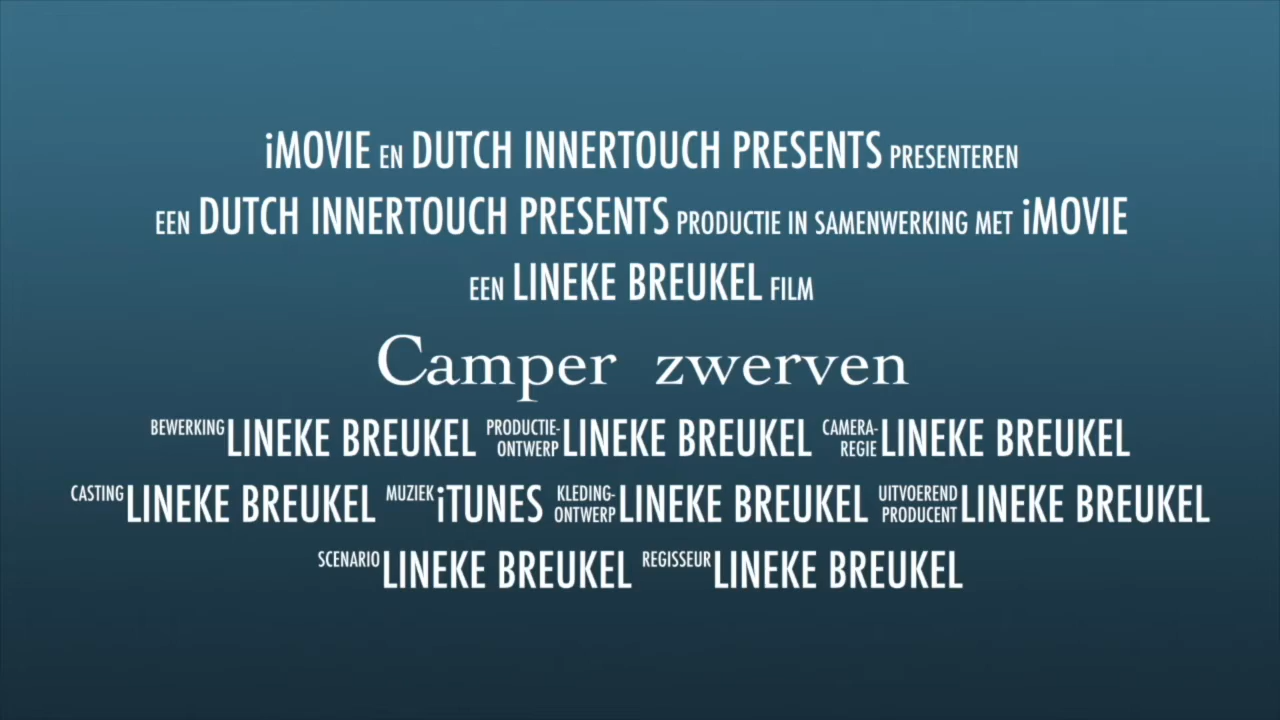 iMOVIE EN DUTCH INNERTOUCH PRESENTS PRESENTEREN
EEN DUTCH INNERTOUCH PRESENTS PRODUCTIE IN SAMENWERKING MET iMOVIE
EEN LINEKE BREUKEL FILM
Camper zwerven
BEWERKING LINEKE BREUKEL PRODUCTIE-ONTWERP LINEKE BREUKEL CAMERA-REGIE LINEKE BREUKEL
CASTING LINEKE BREUKEL MUZIEK iTUNES KLEDING-ONTWERP LINEKE BREUKEL UITVOEREND PRODUCENT LINEKE BREUKEL
SCENARIO LINEKE BREUKEL REGISSEUR LINEKE BREUKEL